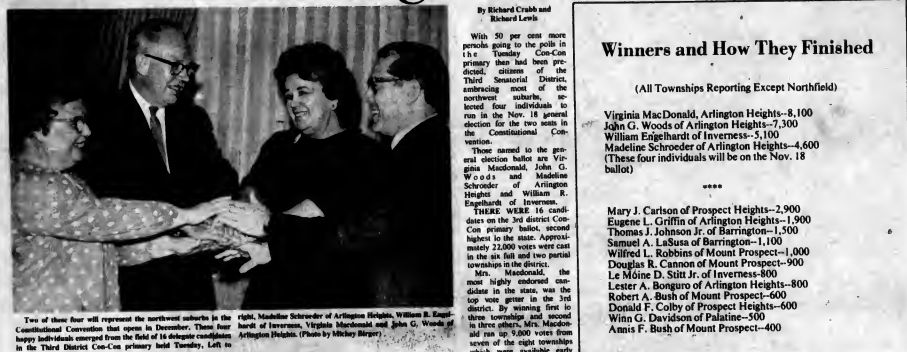 By Richard Crabb and
Richard Lewis
With 50 per cent more
persons going to the polls in
the Tuesday Con-Con
primary then had been pre-
dicted, citizens of the
Third Senatorial District,
embracing most of the
northwest suburbs, se-
lected four individuals to
run in the Nov. 18 general
election for the two seats in
the Constitutional Con-
vention.
Those named to the gen-
eral election ballot are Vir-
ginia Macdonald, John G.
Woods and Madeline
Schroeder of Arlington
Heights and William R.
Engelhardt of Inverness.
THERE WERE 16 candi-
dates on the 3rd district Con-
Con primary ballot, second
highest in the state. Approxi-
mately 22,000 votes were cast
in the six full and two partial
townships in the district.
Mrs. Macdonald, the
most highly endorsed can-
didate in the state, was the
top vote getter in the 3rd
district. By winning first in
three townships and second
in three others, Mrs. Macdon-
ald ran up 9,000 votes from
seven of the eight townships
which were available early
Two of these four will represent the northwest suburbs in the
Constitutional Convention that opens in December. These four
happy individuals emerged from the field of 16 delegate candidates
in the Third District Con-Con primary held Tuesday. Left to
right, Madeline Schroeder of Arlington Heights, William R. Engel-
hardt of Inverness, Virginia Macdonald and John G. Woods of
Arlington Heights. (Photo by Mickey Birger)
Winners and How They Finished
(All Townships Reporting Except Northfield)
Virginia MacDonald, Arlington Heights--8,100
John G. Woods of Arlington Heights--7,300
William Engelhardt of Inverness--5,100
Madeline Schroeder of Arlington Heights--4,600
(These four individuals will be on the Nov. 18
ballot)
****
Mary J. Carlson of Prospect Heights--2,900
Eugene L. Griffin of Arlington Heights--1,900
Thomas J. Johnson Jr. of Barrington--1,500
Samuel A. LaSusa of Barrington--1,100
Wilfred L. Robbins of Mount Prospect--1,000
Douglas R. Cannon of Mount Prospect--900
Le Moine D. Stitt Jr. of Inverness-800
Lester A. Bonguro of Arlington Heights--800
Robert A. Bush of Mount Prospect--600
Donald F. Colby of Prospect Heights--600
Winn G. Davidson of Palatine--500
Annis F. Bush of Mount Prospect--400